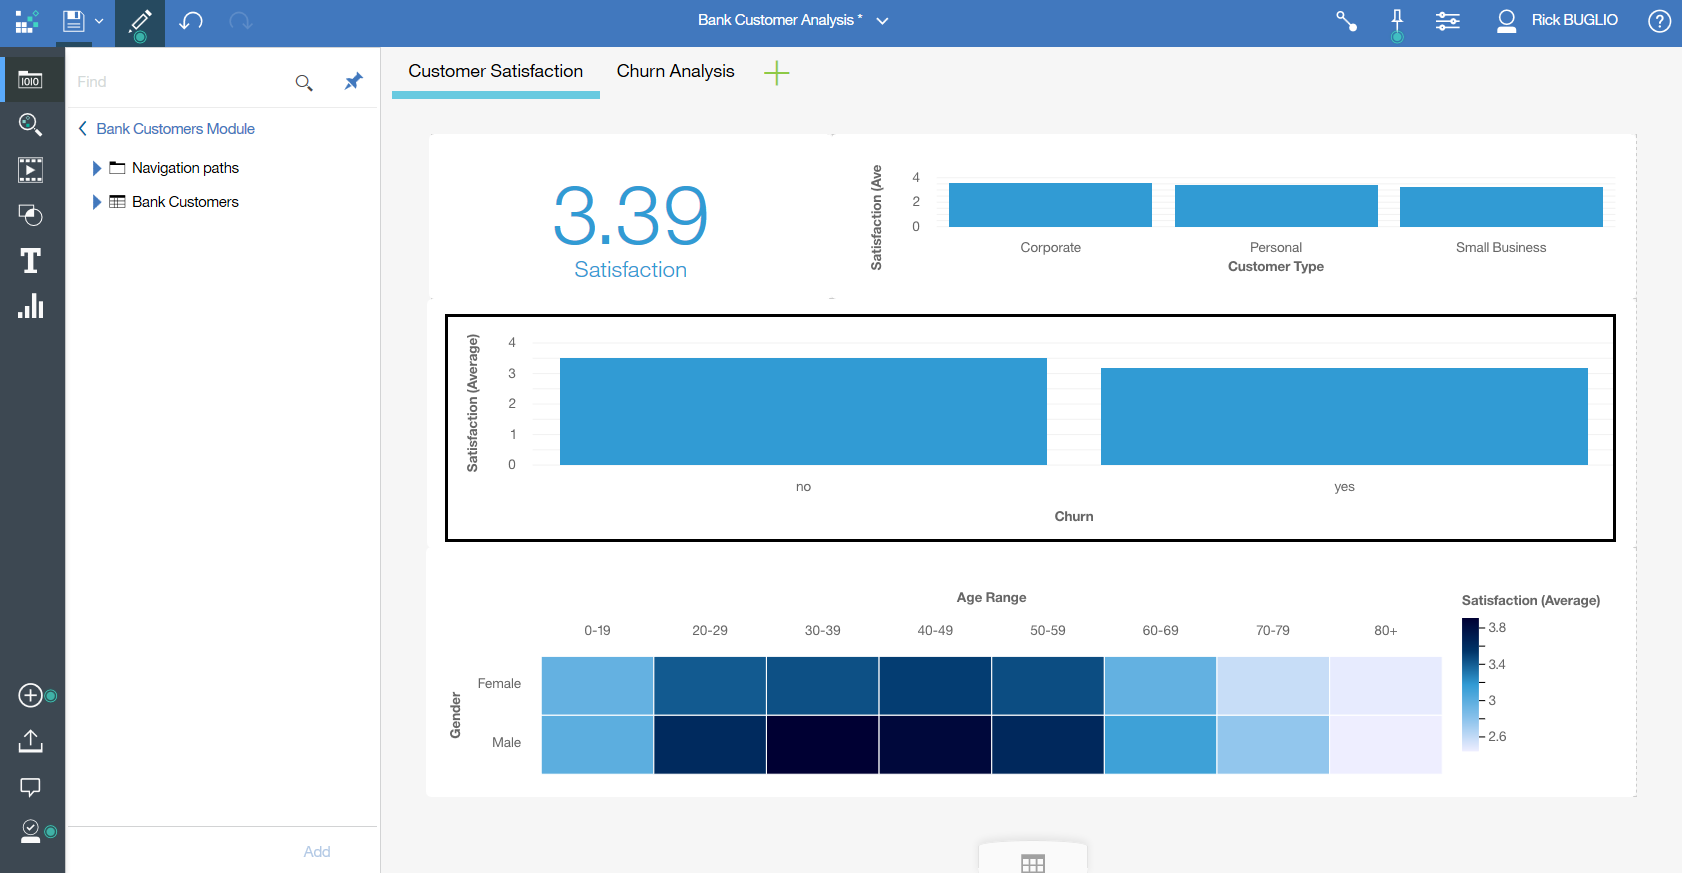 Bank Customer Analysis *
Rick BUGLIO
?
Find
1010
Bank Customers Module
Navigation paths
Bank Customers
T
Add
Customer Satisfaction
Churn Analysis
3.39
Satisfaction
Satisfaction (Ave
4
2
0
Corporate
Personal
Small Business
Customer Type
Satisfaction (Average)
4
3
2
1
0
no
yes
Churn
Age Range
0-19
20-29
30-39
40-49
50-59
60-69
70-79
80+
Gender
Female
Male
Satisfaction (Average)
3.8
3.4
3
2.6